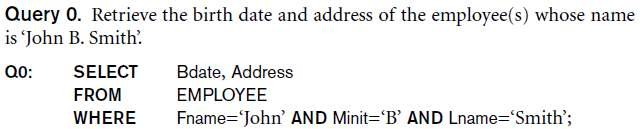 Query 0. Retrieve the birth date and address of the employee(s) whose name
is ‘John B. Smith’.
Q0: SELECT Bdate, Address
FROM EMPLOYEE
WHERE Fname=‘John’ AND Minit=‘B’ AND Lname=‘Smith’;